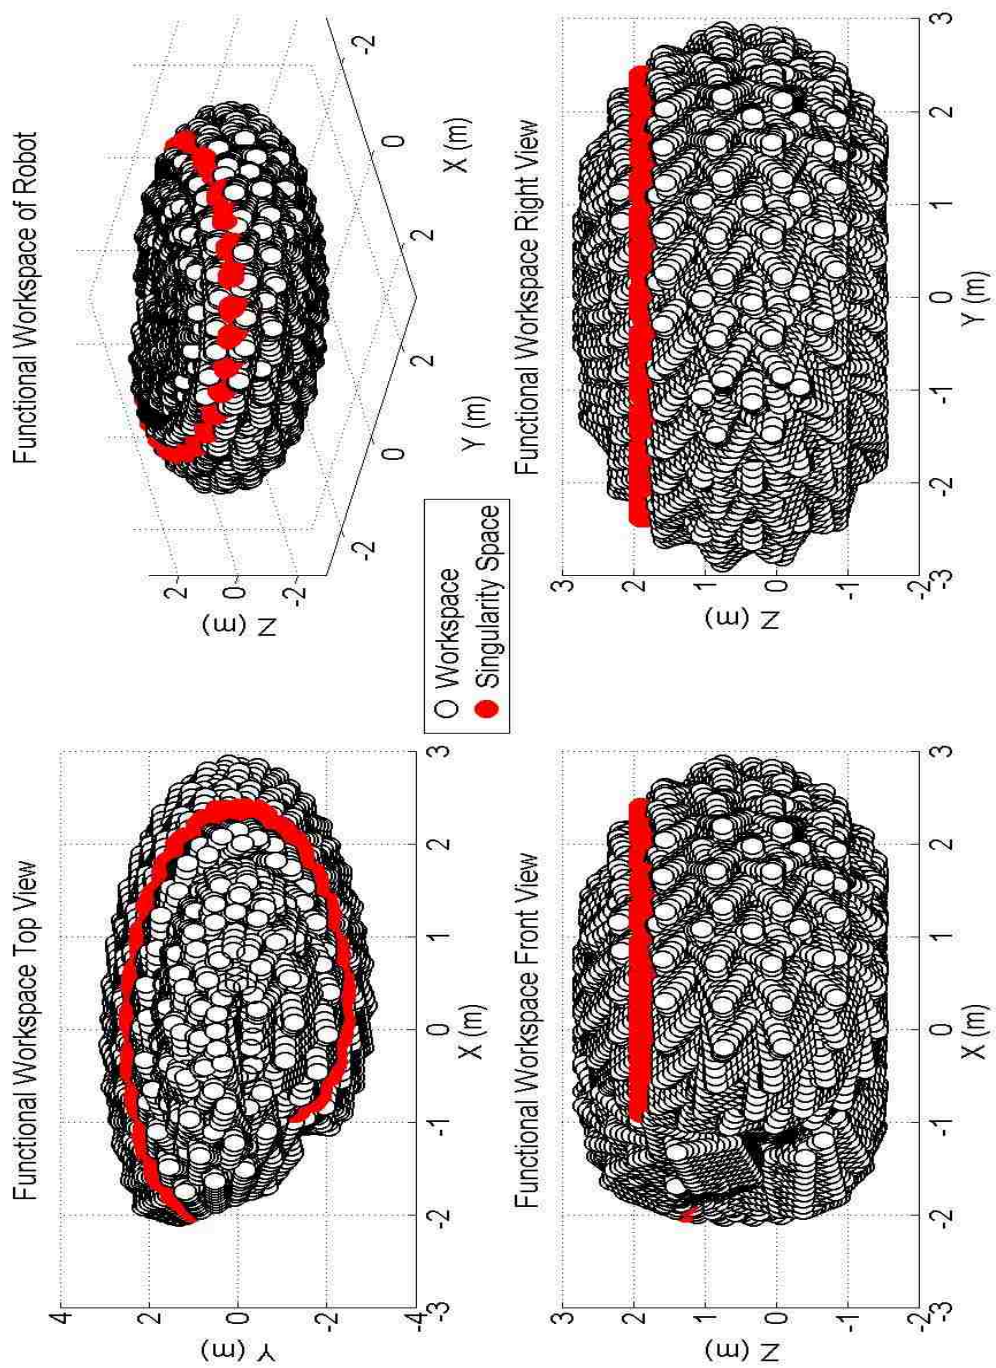 Functional Workspace Top View
4
2
0
-2
-4
Y (m)
-3 -2 -1 0 1 2 3
X (m)
Functional Workspace of Robot
2
0
-2
Z (m)
-2 0 2
Y (m)
2 0 -2
X (m)
Workspace
Singularity Space
Functional Workspace Front View
3
2
1
0
-1
-2
Z (m)
-3 -2 -1 0 1 2 3
X (m)
Functional Workspace Right View
3
2
1
0
-1
-2
Z (m)
-3 -2 -1 0 1 2 3
Y (m)